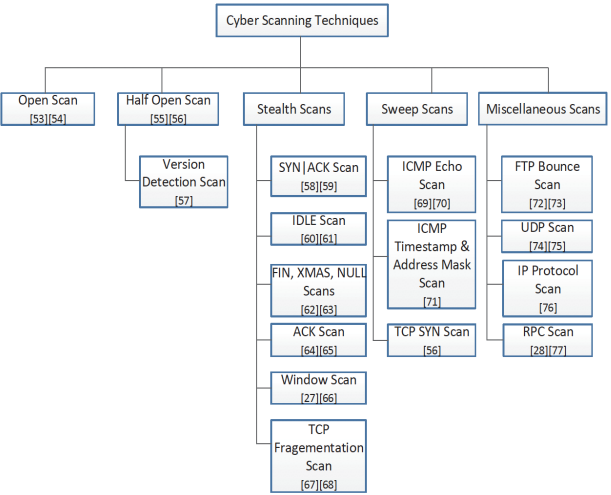 Cyber Scanning Techniques
Open Scan
[53][54]
Half Open Scan
[55][56]
Version
Detection Scan
[57]
Stealth Scans
SYN|ACK Scan
[58][59]
IDLE Scan
[60][61]
FIN, XMAS, NULL
Scans
[62][63]
ACK Scan
[64][65]
Window Scan
[27][66]
TCP
Fragementation
Scan
[67][68]
Sweep Scans
ICMP Echo
Scan
[69][70]
ICMP
Timestamp &
Address Mask
Scan
[71]
TCP SYN Scan
[56]
Miscellaneous Scans
FTP Bounce
Scan
[72][73]
UDP Scan
[74][75]
IP Protocol
Scan
[76]
RPC Scan
[28][77]